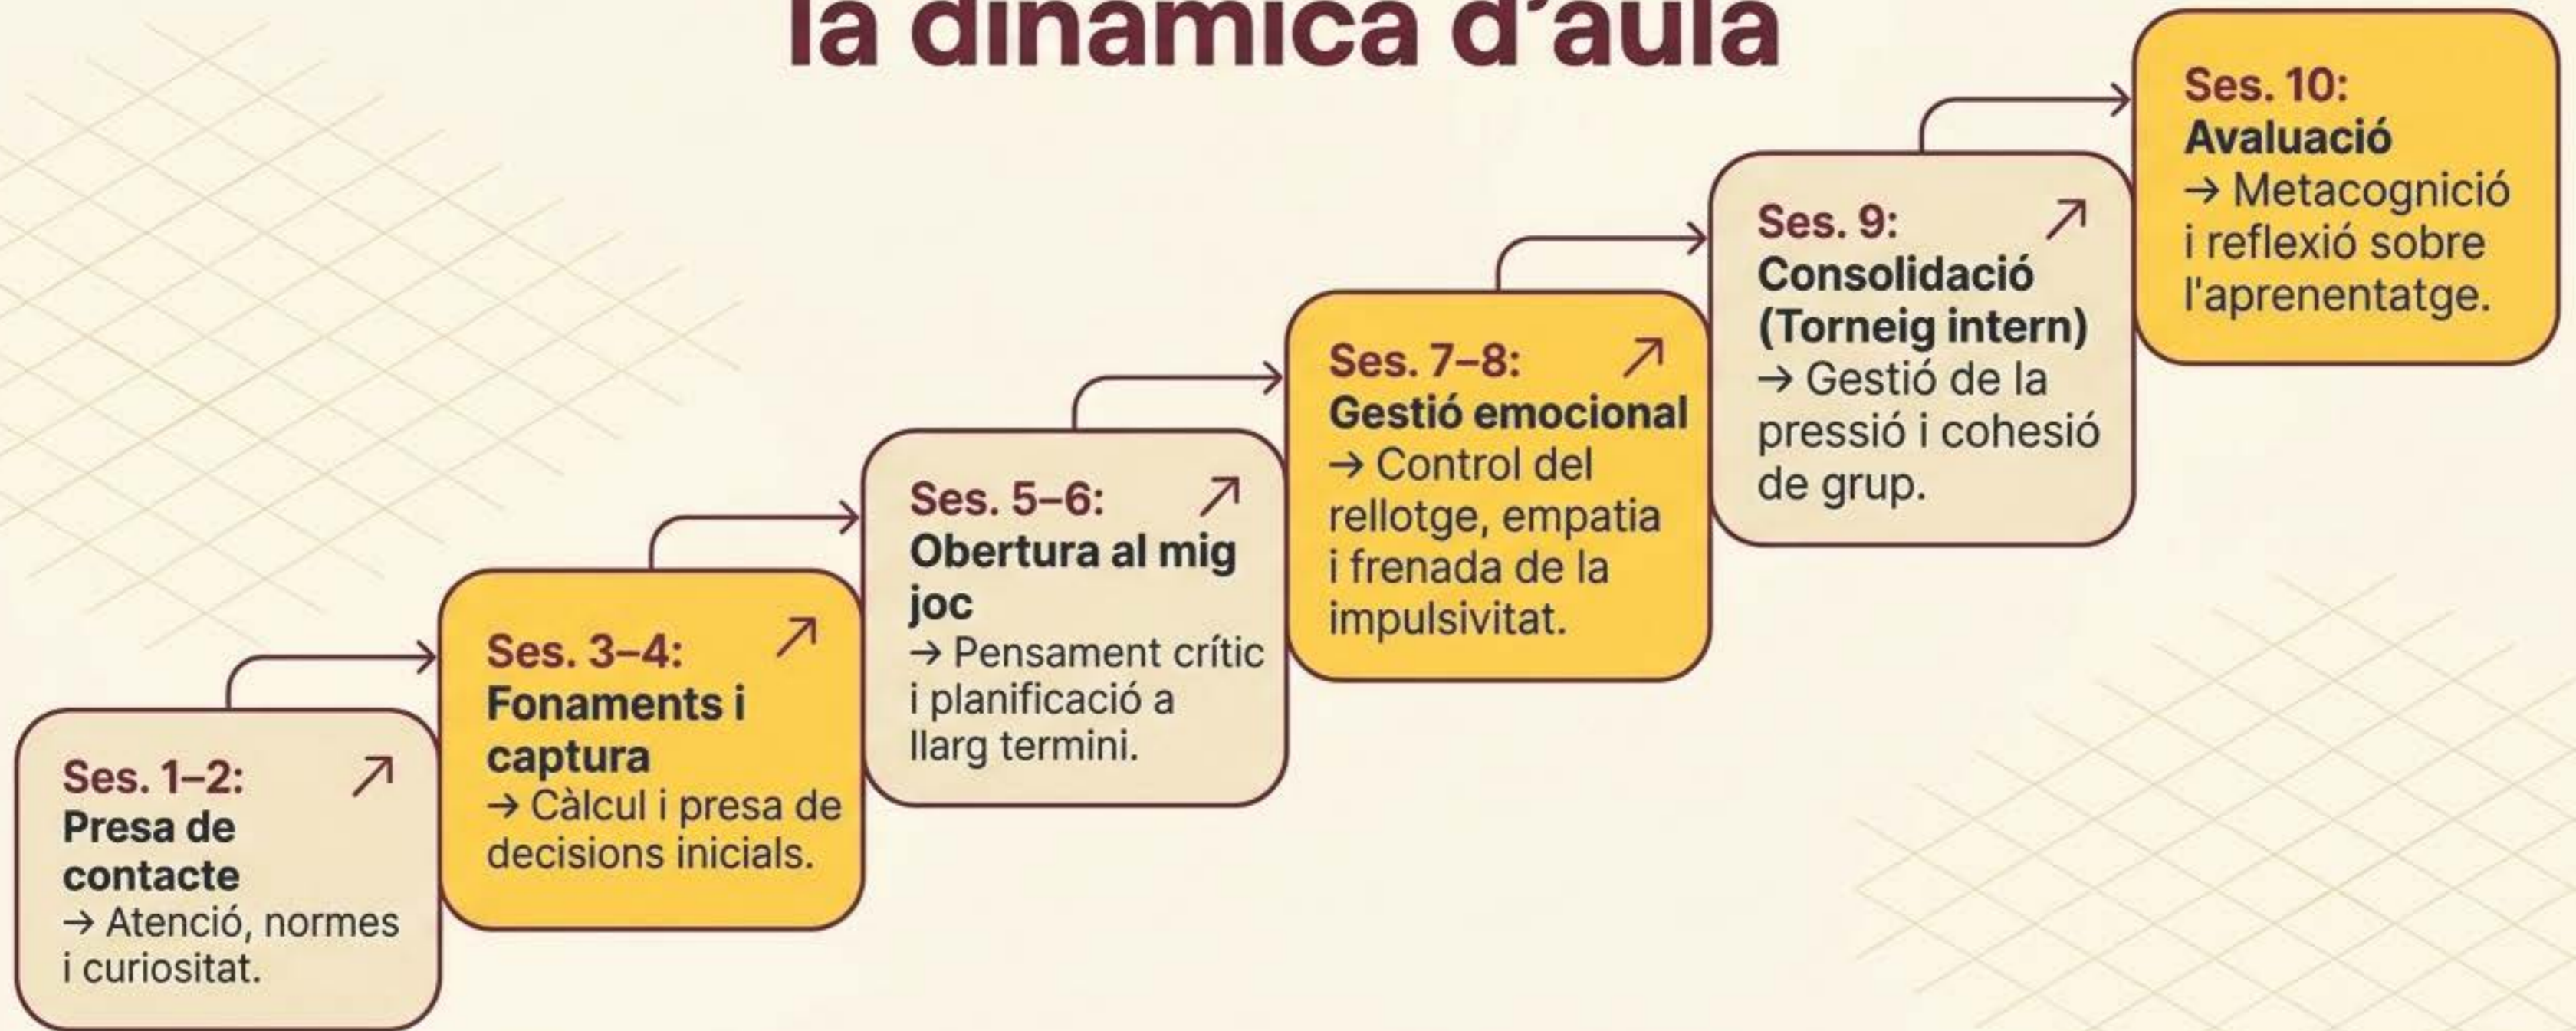 la dinàmica d'aula
Ses. 1–2:
Presa de
contacte
→ Atenció, normes
i curiositat.
Ses. 3–4:
Fonaments i
captura
→ Càlcul i presa de
decisions inicials.
Ses. 5–6:
Obertura al mig
joc
→ Pensament crític
i planificació a
llarg termini.
Ses. 7–8:
Gestió emocional
→ Control del
rellotge, empatia
i frenada de la
impulsivitat.
Ses. 9:
Consolidació
(Torneig intern)
→ Gestió de la
pressió i cohesió
de grup.
Ses. 10:
Avaluació
→ Metacognició
i reflexió sobre
l'aprenentatge.